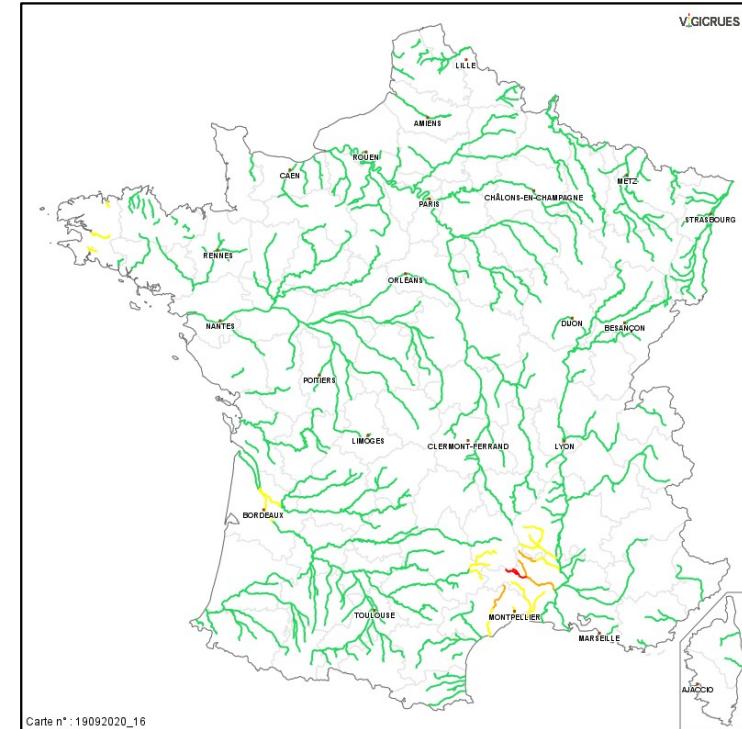 VIGICRUES
LILLE
AMIENS
ROUEN
CAEN
METZ
PARIS
CHÂLONS-EN-CHAMPAGNE
STRASBOURG
RENNES
ORLÉANS
NANTES
DIJON
BESANÇON
POITIERS
LIMOGES
CLERMONT-FERRAND
LYON
BORDEAUX
TOULOUSE
MONTPELLIER
MARSEILLE
AJACCIO
Carte n° : 19092020_16